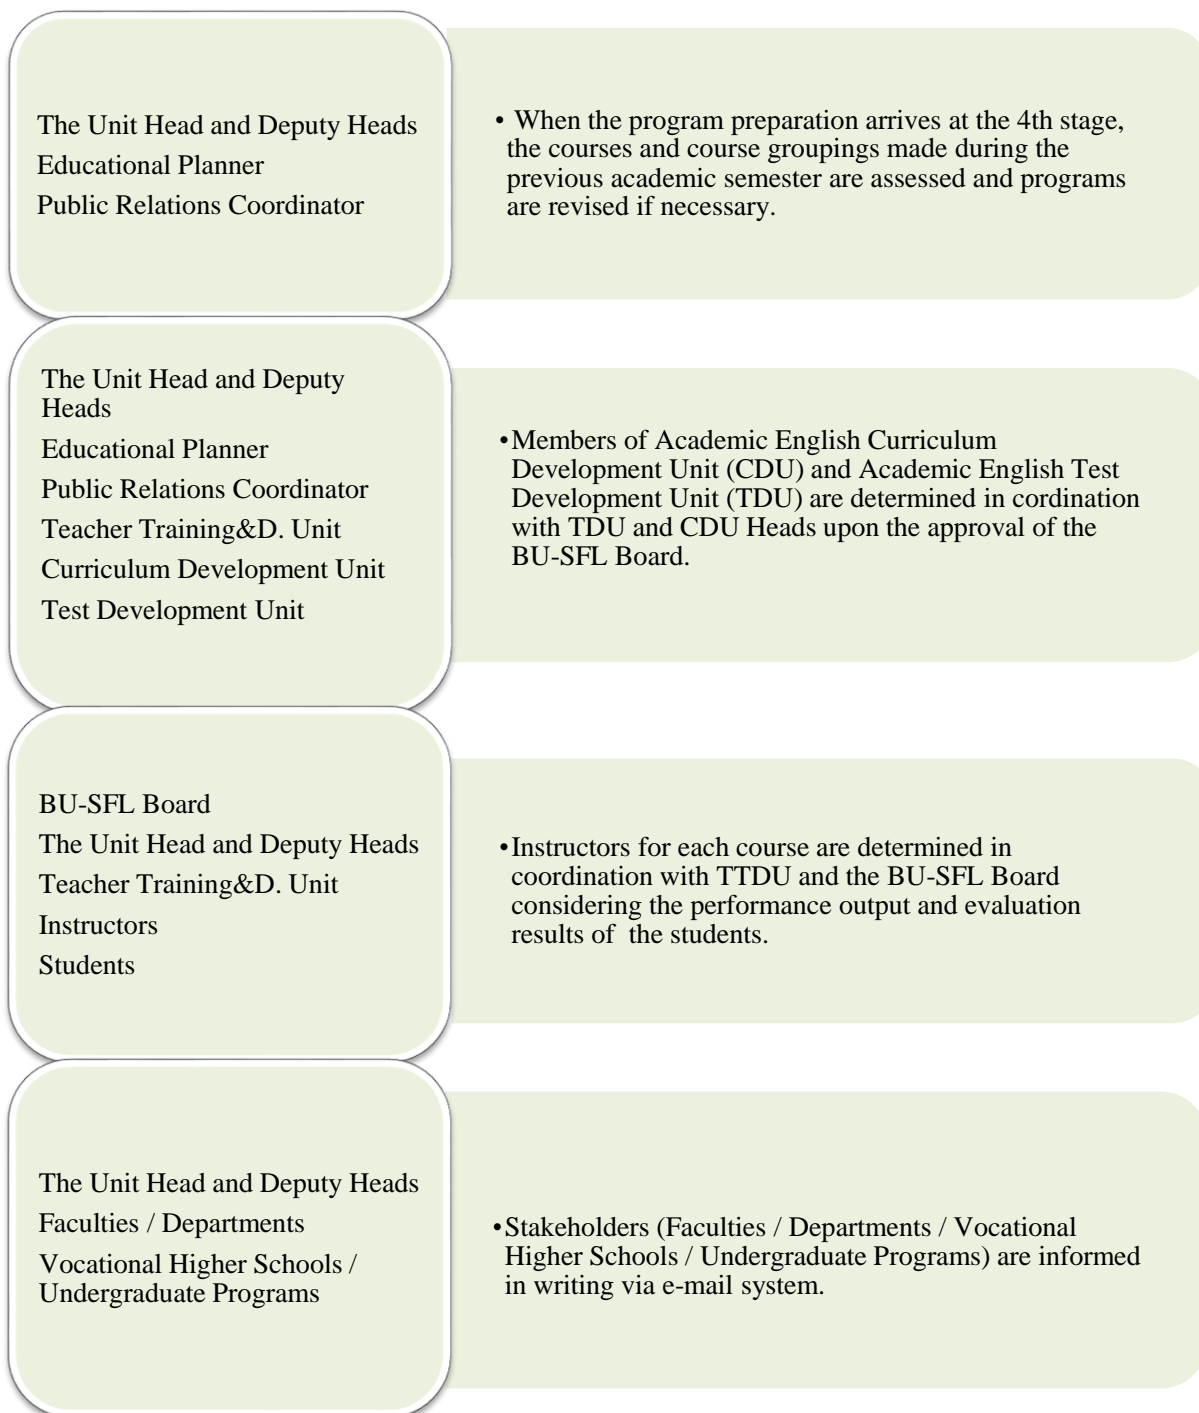 The Unit Head and Deputy Heads
Educational Planner
Public Relations Coordinator
• When the program preparation arrives at the 4th stage,
the courses and course groupings made during the
previous academic semester are assessed and programs
are revised if necessary.
The Unit Head and Deputy
Heads
Educational Planner
Public Relations Coordinator
Teacher Training&D. Unit
Curriculum Development Unit
Test Development Unit
•Members of Academic English Curriculum
Development Unit (CDU) and Academic English Test
Development Unit (TDU) are determined in cordination
with TDU and CDU Heads upon the approval of the
BU-SFL Board.
BU-SFL Board
The Unit Head and Deputy Heads
Teacher Training&D. Unit
Instructors
Students
•Instructors for each course are determined in
coordination with TTDU and the BU-SFL Board
considering the performance output and evaluation
results of  the students.
The Unit Head and Deputy Heads
Faculties / Departments
Vocational Higher Schools /
Undergraduate Programs
•Stakeholders (Faculties / Departments / Vocational
Higher Schools / Undergraduate Programs) are informed
in writing via e-mail system.